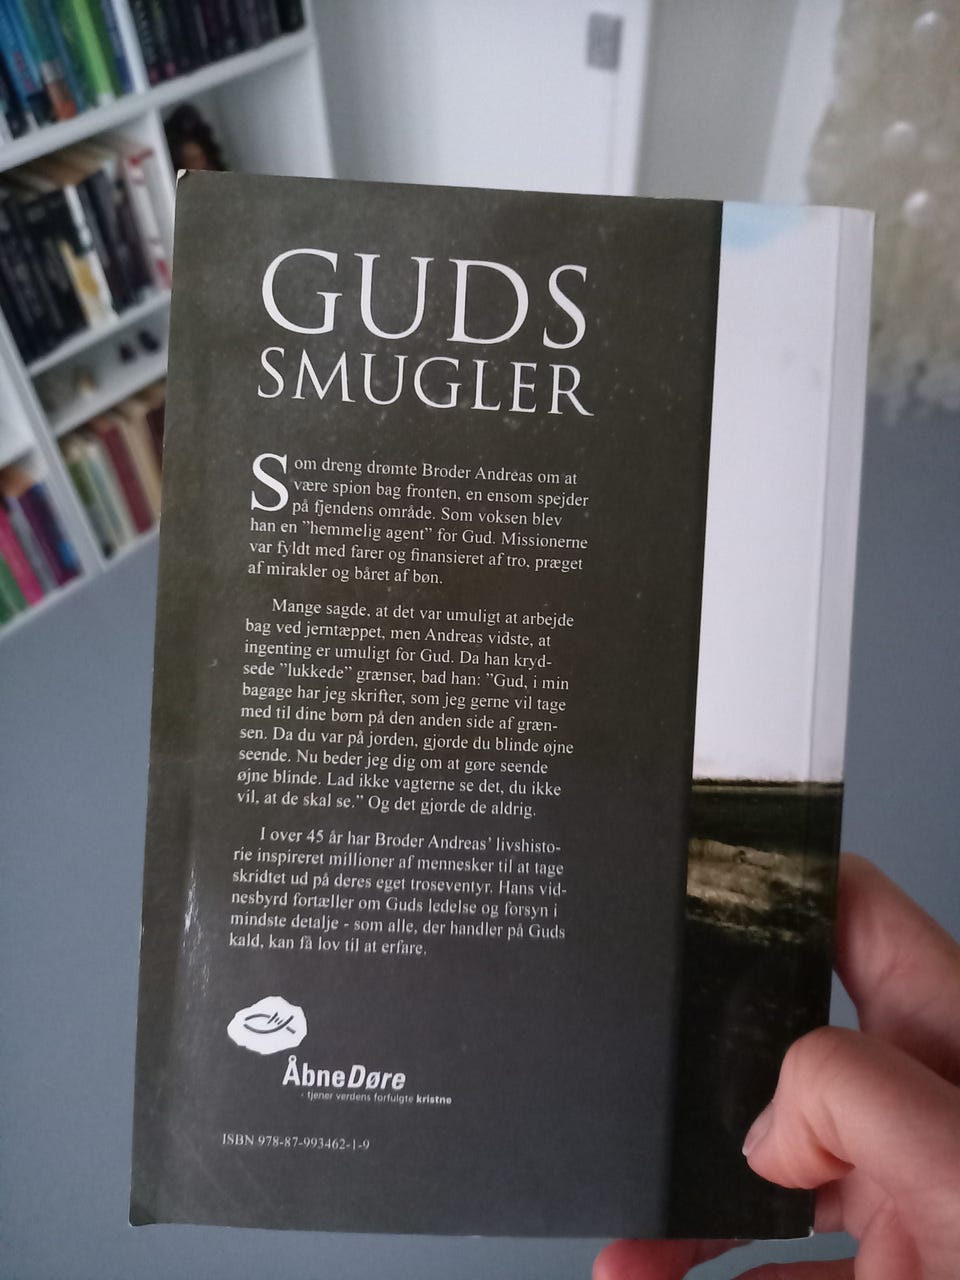 GUDS
SMUGLER
Som dreng drømte Broder Andreas om at
være spion bag fronten, en ensom spejder
på fjendens område. Som voksen blev
han en ”hemmelig agent” for Gud. Missionerne
var fyldt med farer og finansieret af tro, præget
af mirakler og båret af bøn.
Mange sagde, at det var umuligt at arbejde
bag ved jerntæppet, men Andreas vidste, at
ingenting er umuligt for Gud. Da han kryd-
sede ”lukkede” grænser, bad han: ”Gud, i min
bagage har jeg skrifter, som jeg gerne vil tage
med til dine børn på den anden side af græn-
sen. Da du var på jorden, gjorde du blinde øjne
seende. Nu beder jeg dig om at gøre seende
øjne blinde. Lad ikke vagterne se det, du ikke
vil, at de skal se.” Og det gjorde de aldrig.
I over 45 år har Broder Andreas’ livshisto-
rie inspireret millioner af mennesker til at tage
skridtet ud på deres eget troseventyr. Hans vid-
nesbyrd fortæller om Guds ledelse og forsyn i
mindste detalje - som alle, der handler på Guds
kald, kan få lov til at erfare.
ÅbneDøre
- tjener verdens forfulgte kristne
ISBN 978-87-993462-1-9